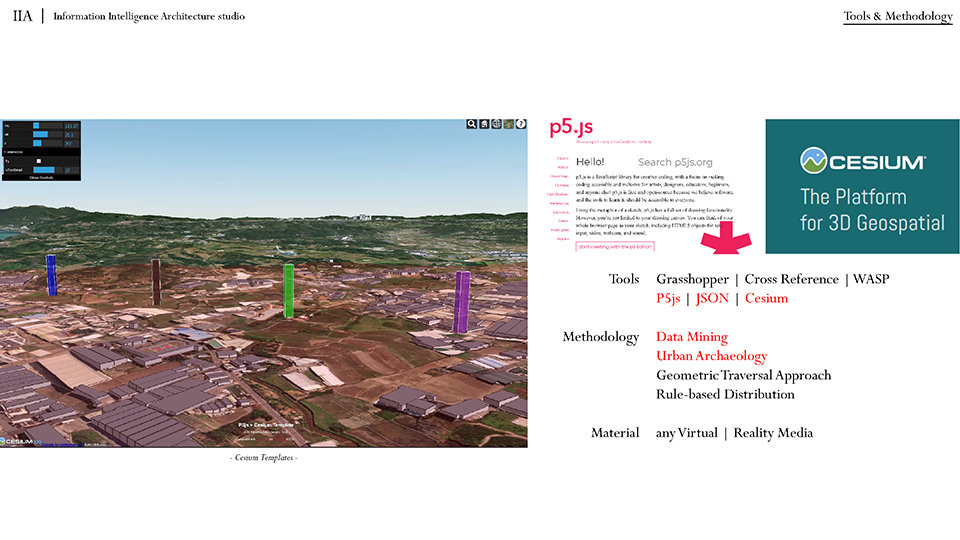 IIA | Information Intelligence Architecture studio
Tools & Methodology
Close Controls
P5js + Cesium Template
CESIUM
- Cesium Templates -
p5.js
Hello!
Search p5js.org
p5.js is a JavaScript library for creative coding, with a focus on making
coding accessible and inclusive for artists, designers, educators, beginners,
and anyone else! p5.js is free and open-source because we believe software,
and the tools to learn it, should be accessible to everyone.
Using the metaphor of a sketch, p5.js has a full set of drawing functionality.
However, you're not limited to your drawing canvas. You can think of your
whole browser page as your sketch, including HTML5 objects for text,
input, video, webcam, and sound.
Start creating with the p5 Editor!
CESIUM
The Platform
for 3D Geospatial
Tools Grasshopper | Cross Reference | WASP
P5js | JSON | Cesium
Methodology Data Mining
Urban Archaeology
Geometric Traversal Approach
Rule-based Distribution
Material any Virtual | Reality Media